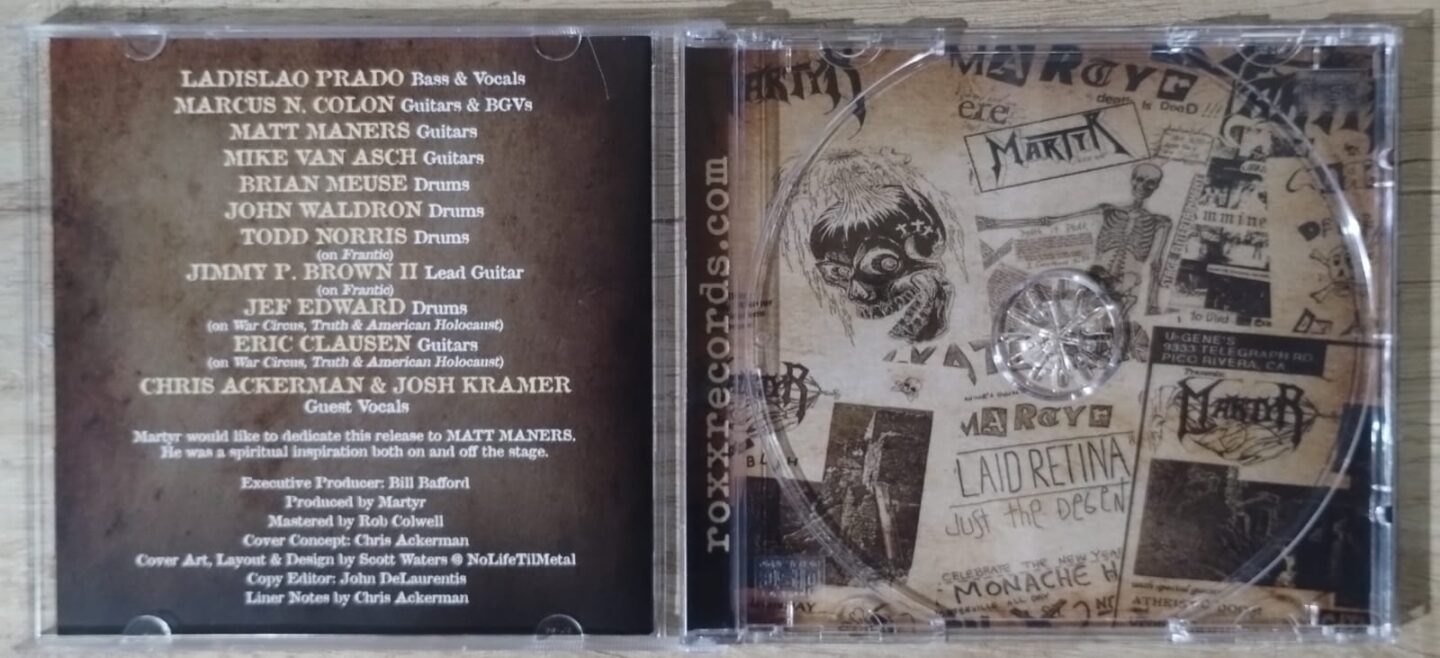 LADISLAO PRADO Bass & Vocals
MARCUS N. COLON Guitars & BGVs
MATT MANERS Guitars
MIKE VAN ASCH Guitars
BRIAN MEUSE Drums
JOHN WALDRON Drums
TODD NORRIS Drums
(on Frantic)
JIMMY P. BROWN II Lead Guitar
(on Frantic)
JEF EDWARD Drums
(on War Circus, Truth & American Holocaust)
ERIC CLAUSEN Guitars
(on War Circus, Truth & American Holocaust)
CHRIS ACKERMAN & JOSH KRAMER
Guest Vocals
Martyr would like to dedicate this release to MATT MANERS.
He was a spiritual inspiration both on and off the stage.
Executive Producer: Bill Bafford
Produced by Martyr
Mastered by Rob Colwell
Cover Concept: Chris Ackerman
Cover Art, Layout & Design by Scott Waters @ NoLifeTilMetal
Copy Editor: John DeLaurentis
Liner Notes by Chris Ackerman
roxxrecords.com
MARTYR
ere
MARTYR
U-GENE'S
9333 TELEGRAPH RD
PICO RIVERA, CA
Presents
MARTYR
LAID RETINA
Just the
CELEBRATE THE NEW YEAR
MONACHE H
ALL DAY